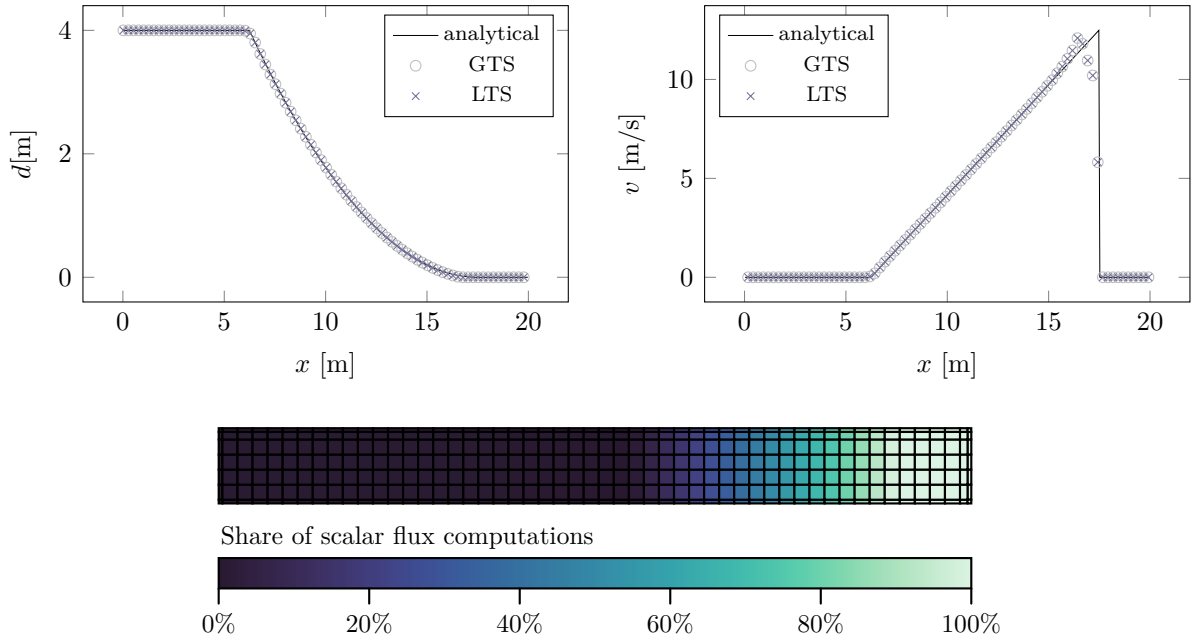 analytical
GTS
LTS
4
2
0
d[m]
0
5
10
15
20
x [m]
analytical
GTS
LTS
10
5
0
v [m/s]
0
5
10
15
20
x [m]
Share of scalar flux computations
0%
20%
40%
60%
80%
100%